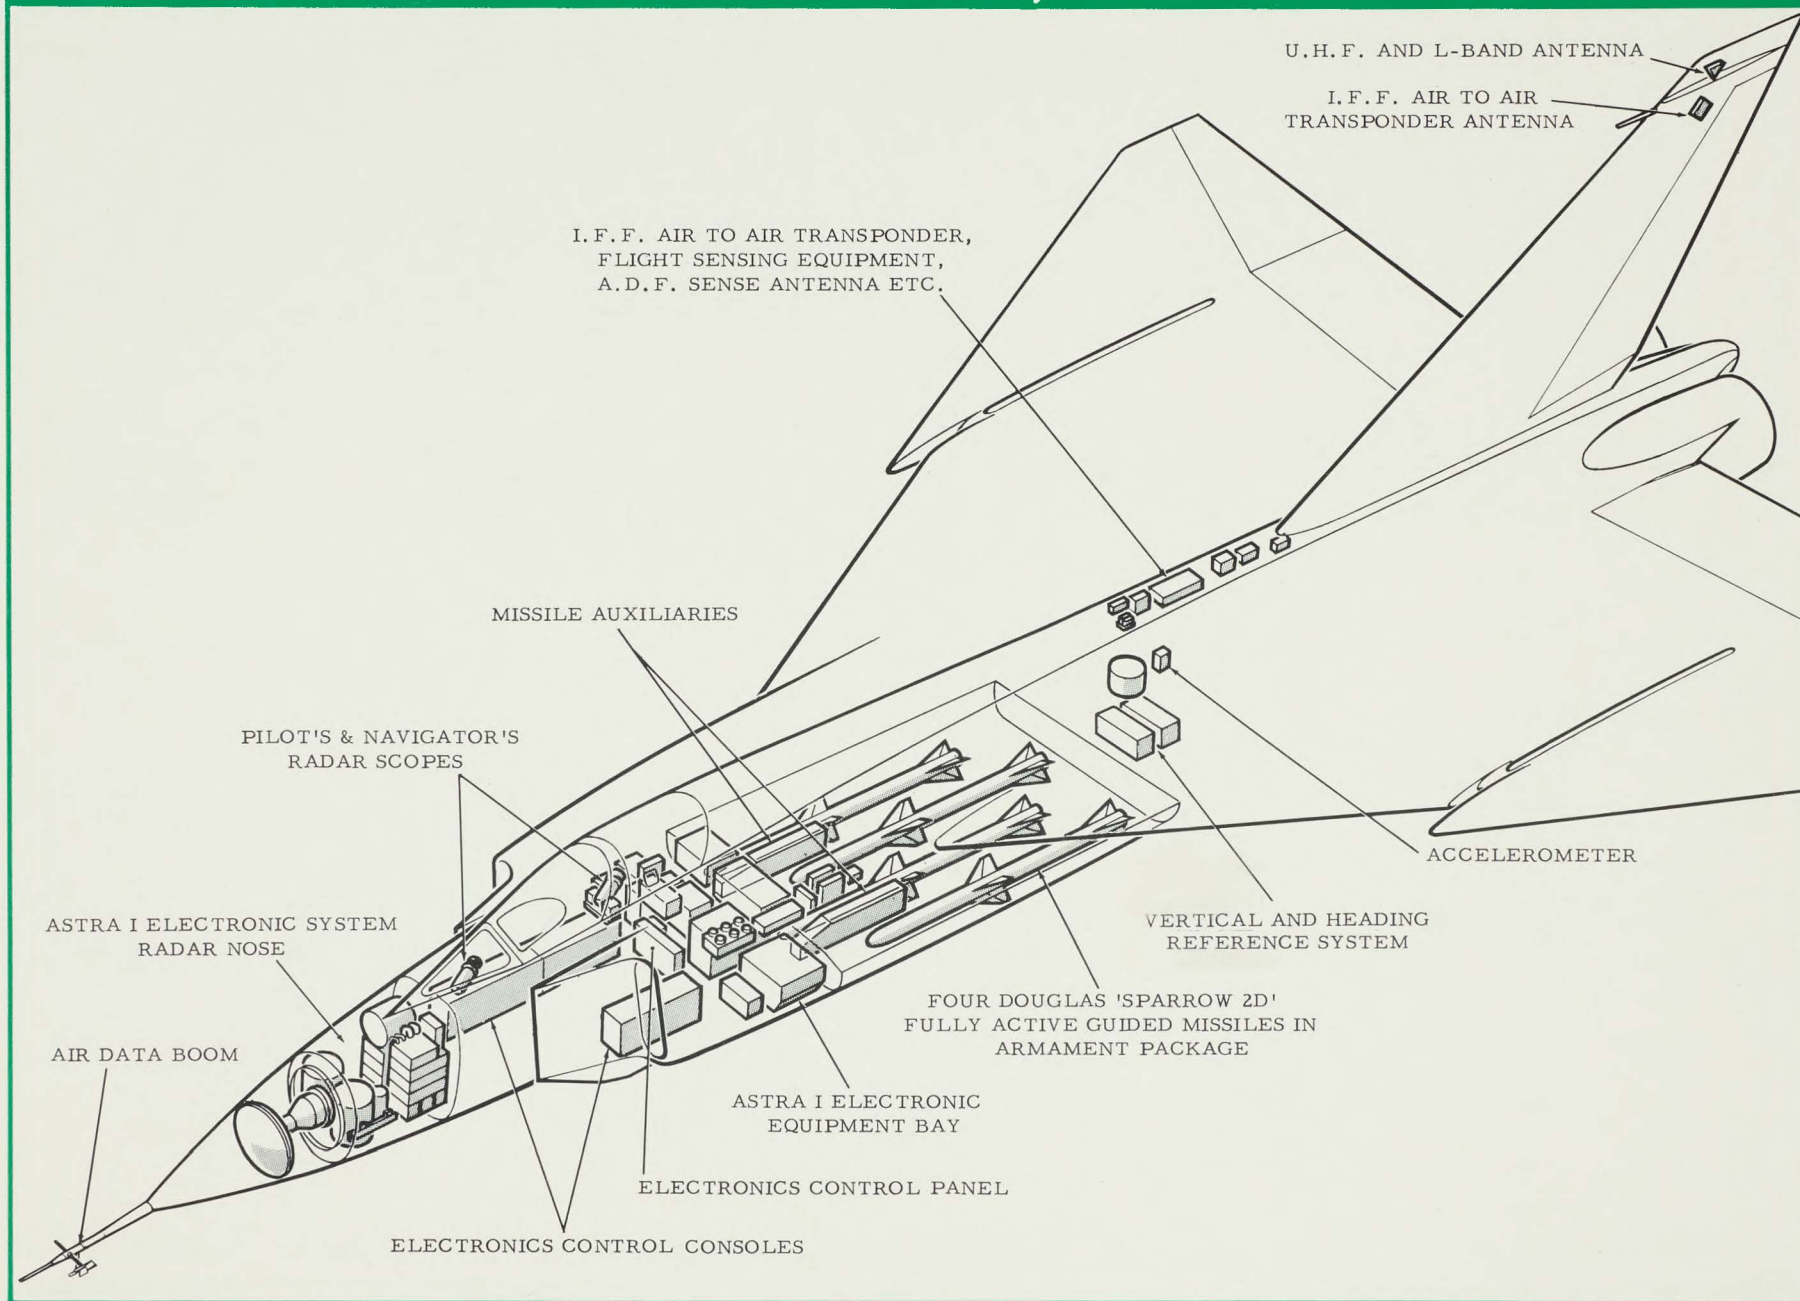 U.H.F. AND L-BAND ANTENNA
I.F.F. AIR TO AIR
TRANSPONDER ANTENNA
I.F.F. AIR TO AIR TRANSPONDER,
FLIGHT SENSING EQUIPMENT,
A.D.F. SENSE ANTENNA ETC.
MISSILE AUXILIARIES
PILOT'S & NAVIGATOR'S
RADAR SCOPES
ACCELEROMETER
ASTRA I ELECTRONIC SYSTEM
RADAR NOSE
VERTICAL AND HEADING
REFERENCE SYSTEM
FOUR DOUGLAS 'SPARROW 2D'
FULLY ACTIVE GUIDED MISSILES IN
ARMAMENT PACKAGE
AIR DATA BOOM
ASTRA I ELECTRONIC
EQUIPMENT BAY
ELECTRONICS CONTROL PANEL
ELECTRONICS CONTROL CONSOLES